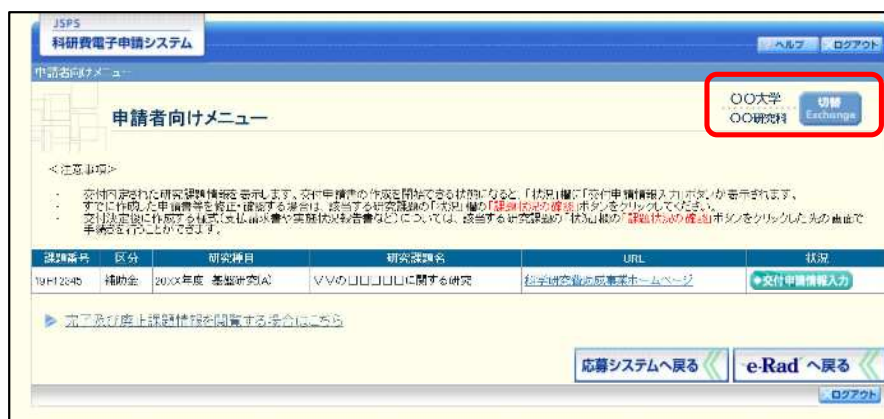 JSPS
科研費電子申請システム
ヘルプ ログアウト
申請者向けメニュー
申請者向けメニュー
〇〇大学
〇〇研究科
切替
Exchange
<注意事項>
・ 交付内定された研究課題情報を表示します。交付申請書の作成を開始できる状態になると、「状況」欄に「交付申請情報入力」ボタンが表示されます。
・ すでに作成した申請書等を修正・確認する場合は、該当する研究課題の「状況」欄の「課題状況の確認」ボタンをクリックしてください。
・ 交付決定後に作成する様式(支払請求書や実施状況報告書など)については、該当する研究課題の「状況」欄の「課題状況の確認」ボタンをクリックした先の画面で
手続きを行うことができます。
課題番号 区分 研究種目 研究課題名 URL 状況
19H12345 補助金 20XX年度 基盤研究(A) ▽▽の□□□□□に関する研究 科学研究費助成事業ホームページ 交付申請情報入力
完了及び廃止課題情報を閲覧する場合はこちら
応募システムへ戻る e-Rad へ戻る
ログアウト